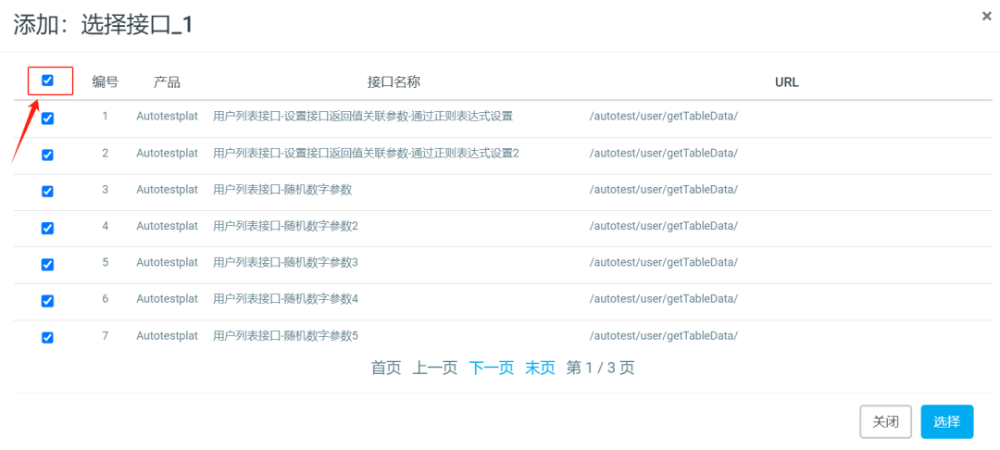 添加：选择接口_1 ×
编号 产品 接口名称 URL
1 Autotestplat 用户列表接口-设置接口返回值关联参数-通过正则表达式设置 /autotest/user/getTableData/
2 Autotestplat 用户列表接口-设置接口返回值关联参数-通过正则表达式设置2 /autotest/user/getTableData/
3 Autotestplat 用户列表接口-随机数字参数 /autotest/user/getTableData/
4 Autotestplat 用户列表接口-随机数字参数2 /autotest/user/getTableData/
5 Autotestplat 用户列表接口-随机数字参数3 /autotest/user/getTableData/
6 Autotestplat 用户列表接口-随机数字参数4 /autotest/user/getTableData/
7 Autotestplat 用户列表接口-随机数字参数5 /autotest/user/getTableData/
首页 上一页 下一页 末页 第 1 / 3 页
关闭 选择